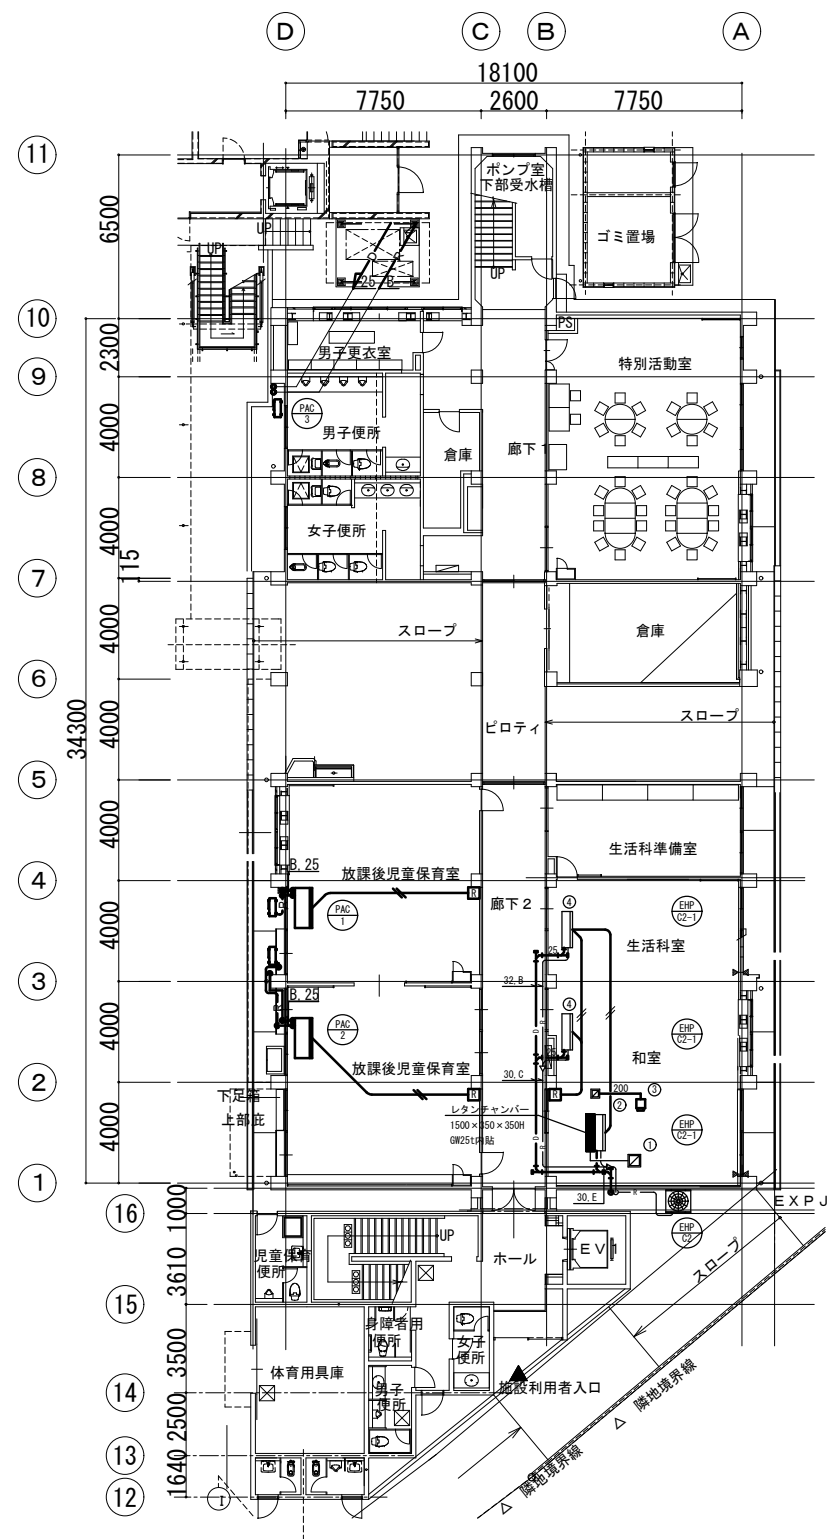 D
C
B
A
18100
7750
2600
7750
11
6500
10
2300
9
4000
8
4000
115
7
4000
6
34300
4000
5
4000
4
4000
3
4000
2
4000
1
1000
16
3610
15
3500
14
2500
13
1640
12
ポンプ室
下部受水槽
UP
ゴミ置場
UP
UP
25
B
PS
男子更衣室
特別活動室
PAC
3
男子便所
倉庫
廊下1
女子便所
スロープ
倉庫
ピロティ
スロープ
生活科準備室
B.25
放課後児童保育室
R
PAC
1
廊下2
4
EHP
C2-1
生活科室
25
32.B
B.25
PAC
2
4
EHP
C2-1
和室
放課後児童保育室
30.C
R
R
200
3
2
下足箱
上部庇
レタンチャンバー
1500×350×350H
GW25t内貼
EHP
C2-1
1
30.E
R
EXPJ
EHP
C2
UP
ホール
EV
児童保育
便所
スロープ
身障者用
便所
女子
便所
体育用具庫
男子
便所
施設利用者入口
隣地境界線
隣地境界線